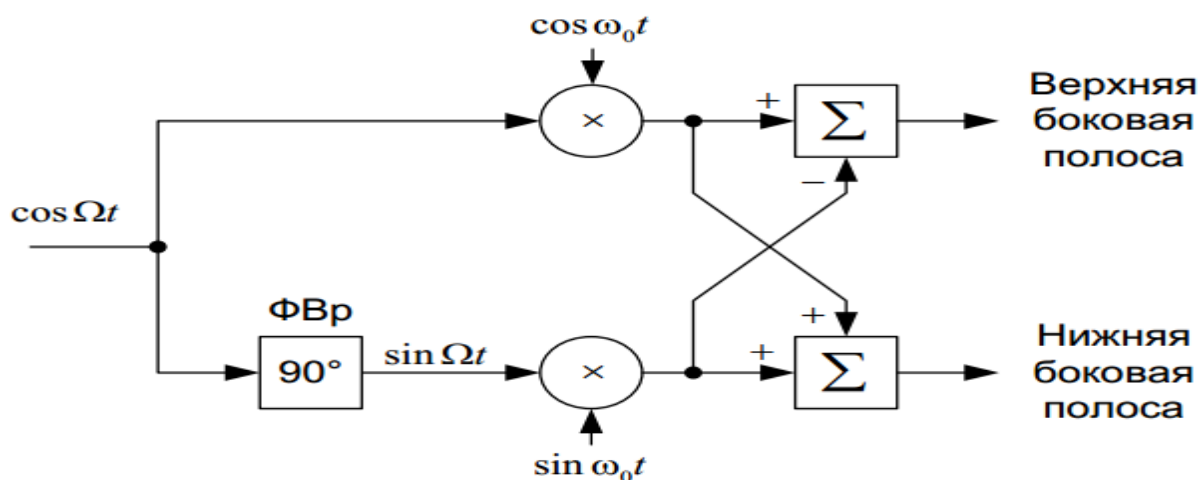 cos ω₀t
×
+
Σ
Верхняя
боковая
полоса
−
cos Ωt
ФВр
90°
sin Ωt
×
+
+
Σ
Нижняя
боковая
полоса
sin ω₀t